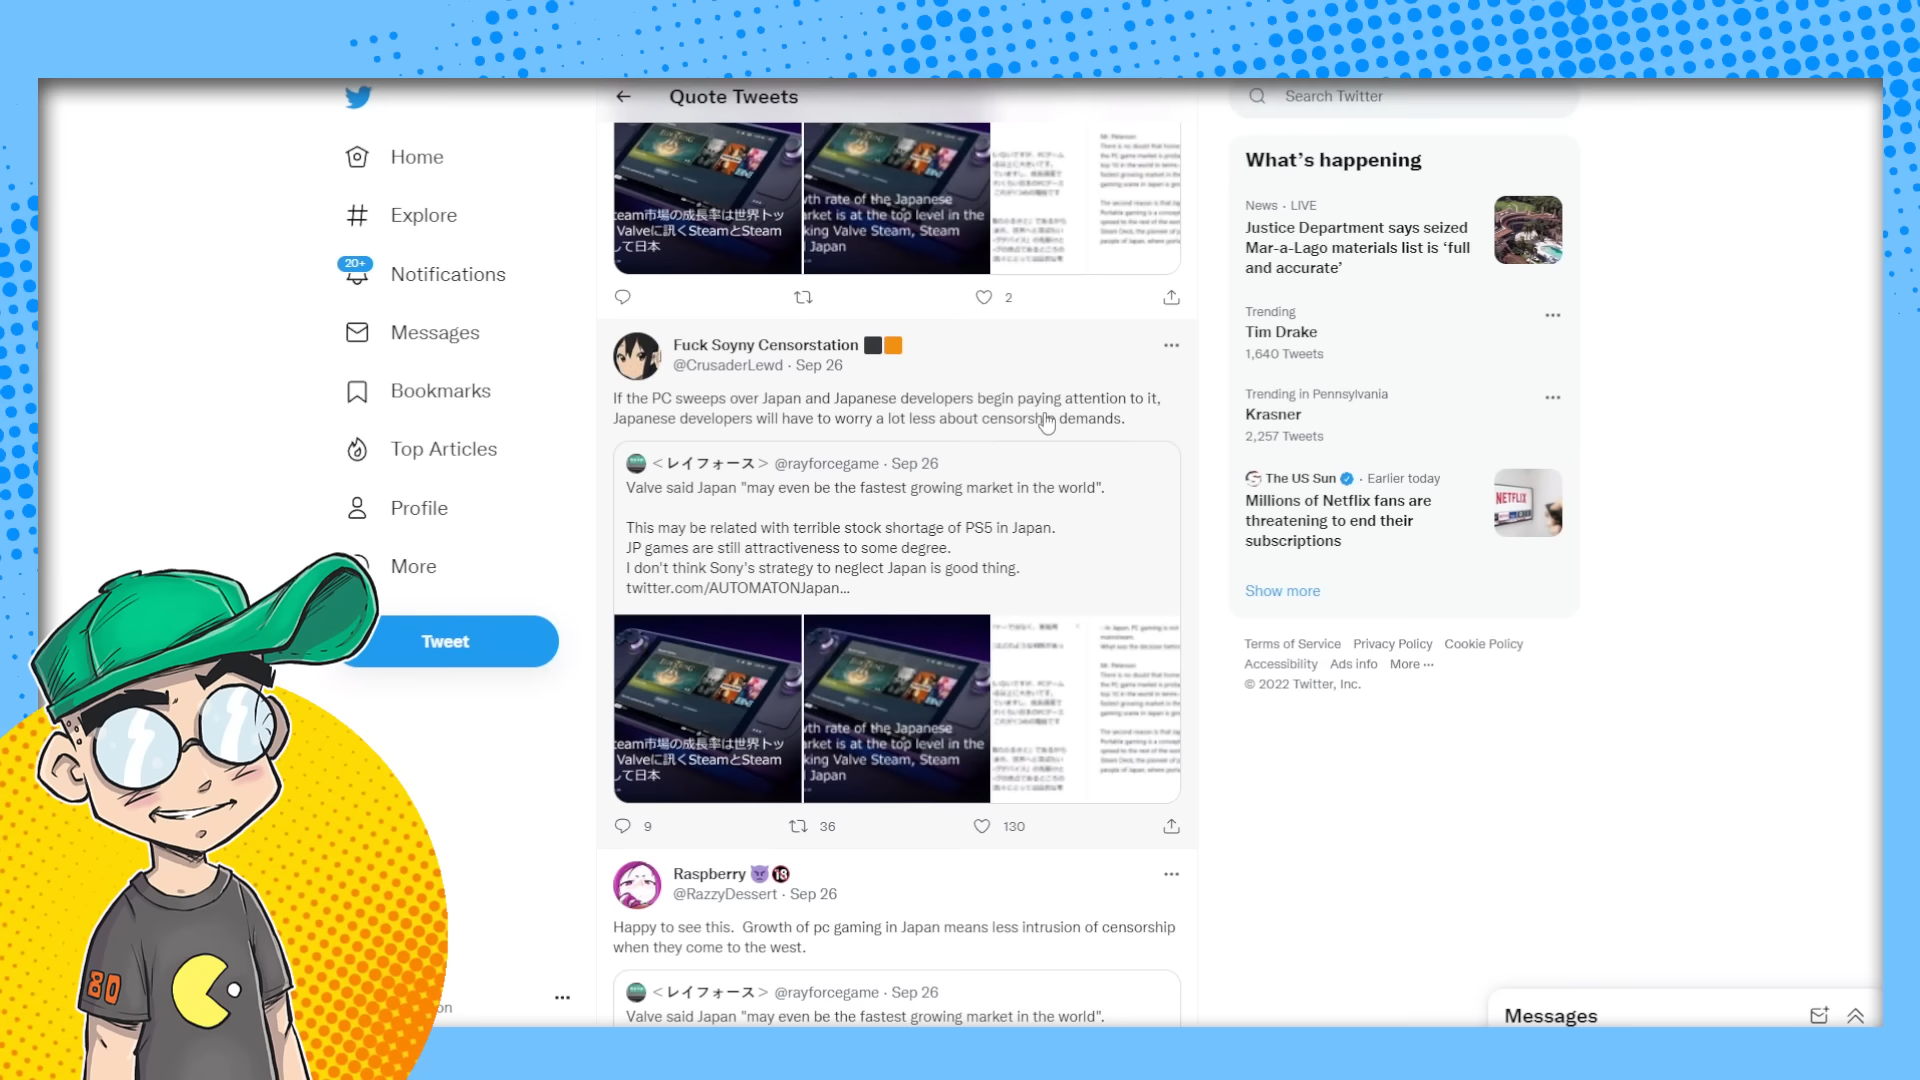 Quote Tweets
Search Twitter
Home
Explore
20+
Notifications
Messages
Bookmarks
Top Articles
Profile
More
Tweet
eam市場の成長率は世界トッ
ValveにlSteamとSteam
て日本
th rate of the Japanese
rket is at the top level in the
king Valve Steam, Steam
Japan
2
Fuck Soyny Censorstation
@CrusaderLewd · Sep 26
If the PC sweeps over Japan and Japanese developers begin paying attention to it,
Japanese developers will have to worry a lot less about censorship demands.
<レイフォース> @rayforcegame · Sep 26
Valve said Japan "may even be the fastest growing market in the world".
This may be related with terrible stock shortage of PS5 in Japan.
JP games are still attractiveness to some degree.
I don't think Sony's strategy to neglect Japan is good thing.
twitter.com/AUTOMATONJapan...
eam市場の成長率は世界トッ
Valveに訊くSteamとSteam
て日本
th rate of the Japanese
rket is at the top level in the
king Valve Steam, Steam
Japan
9
36
130
Raspberry 18
@RazzyDessert · Sep 26
Happy to see this. Growth of pc gaming in Japan means less intrusion of censorship
when they come to the west.
<レイフォース> @rayforcegame · Sep 26
Valve said Japan "may even be the fastest growing market in the world".
What's happening
News · LIVE
Justice Department says seized
Mar-a-Lago materials list is 'full
and accurate'
Trending
Tim Drake
1,640 Tweets
Trending in Pennsylvania
Krasner
2,257 Tweets
The US Sun · Earlier today
Millions of Netflix fans are
threatening to end their
subscriptions
NETFLIX
Show more
Terms of Service Privacy Policy Cookie Policy
Accessibility Ads info More ···
© 2022 Twitter, Inc.
Messages
80
on